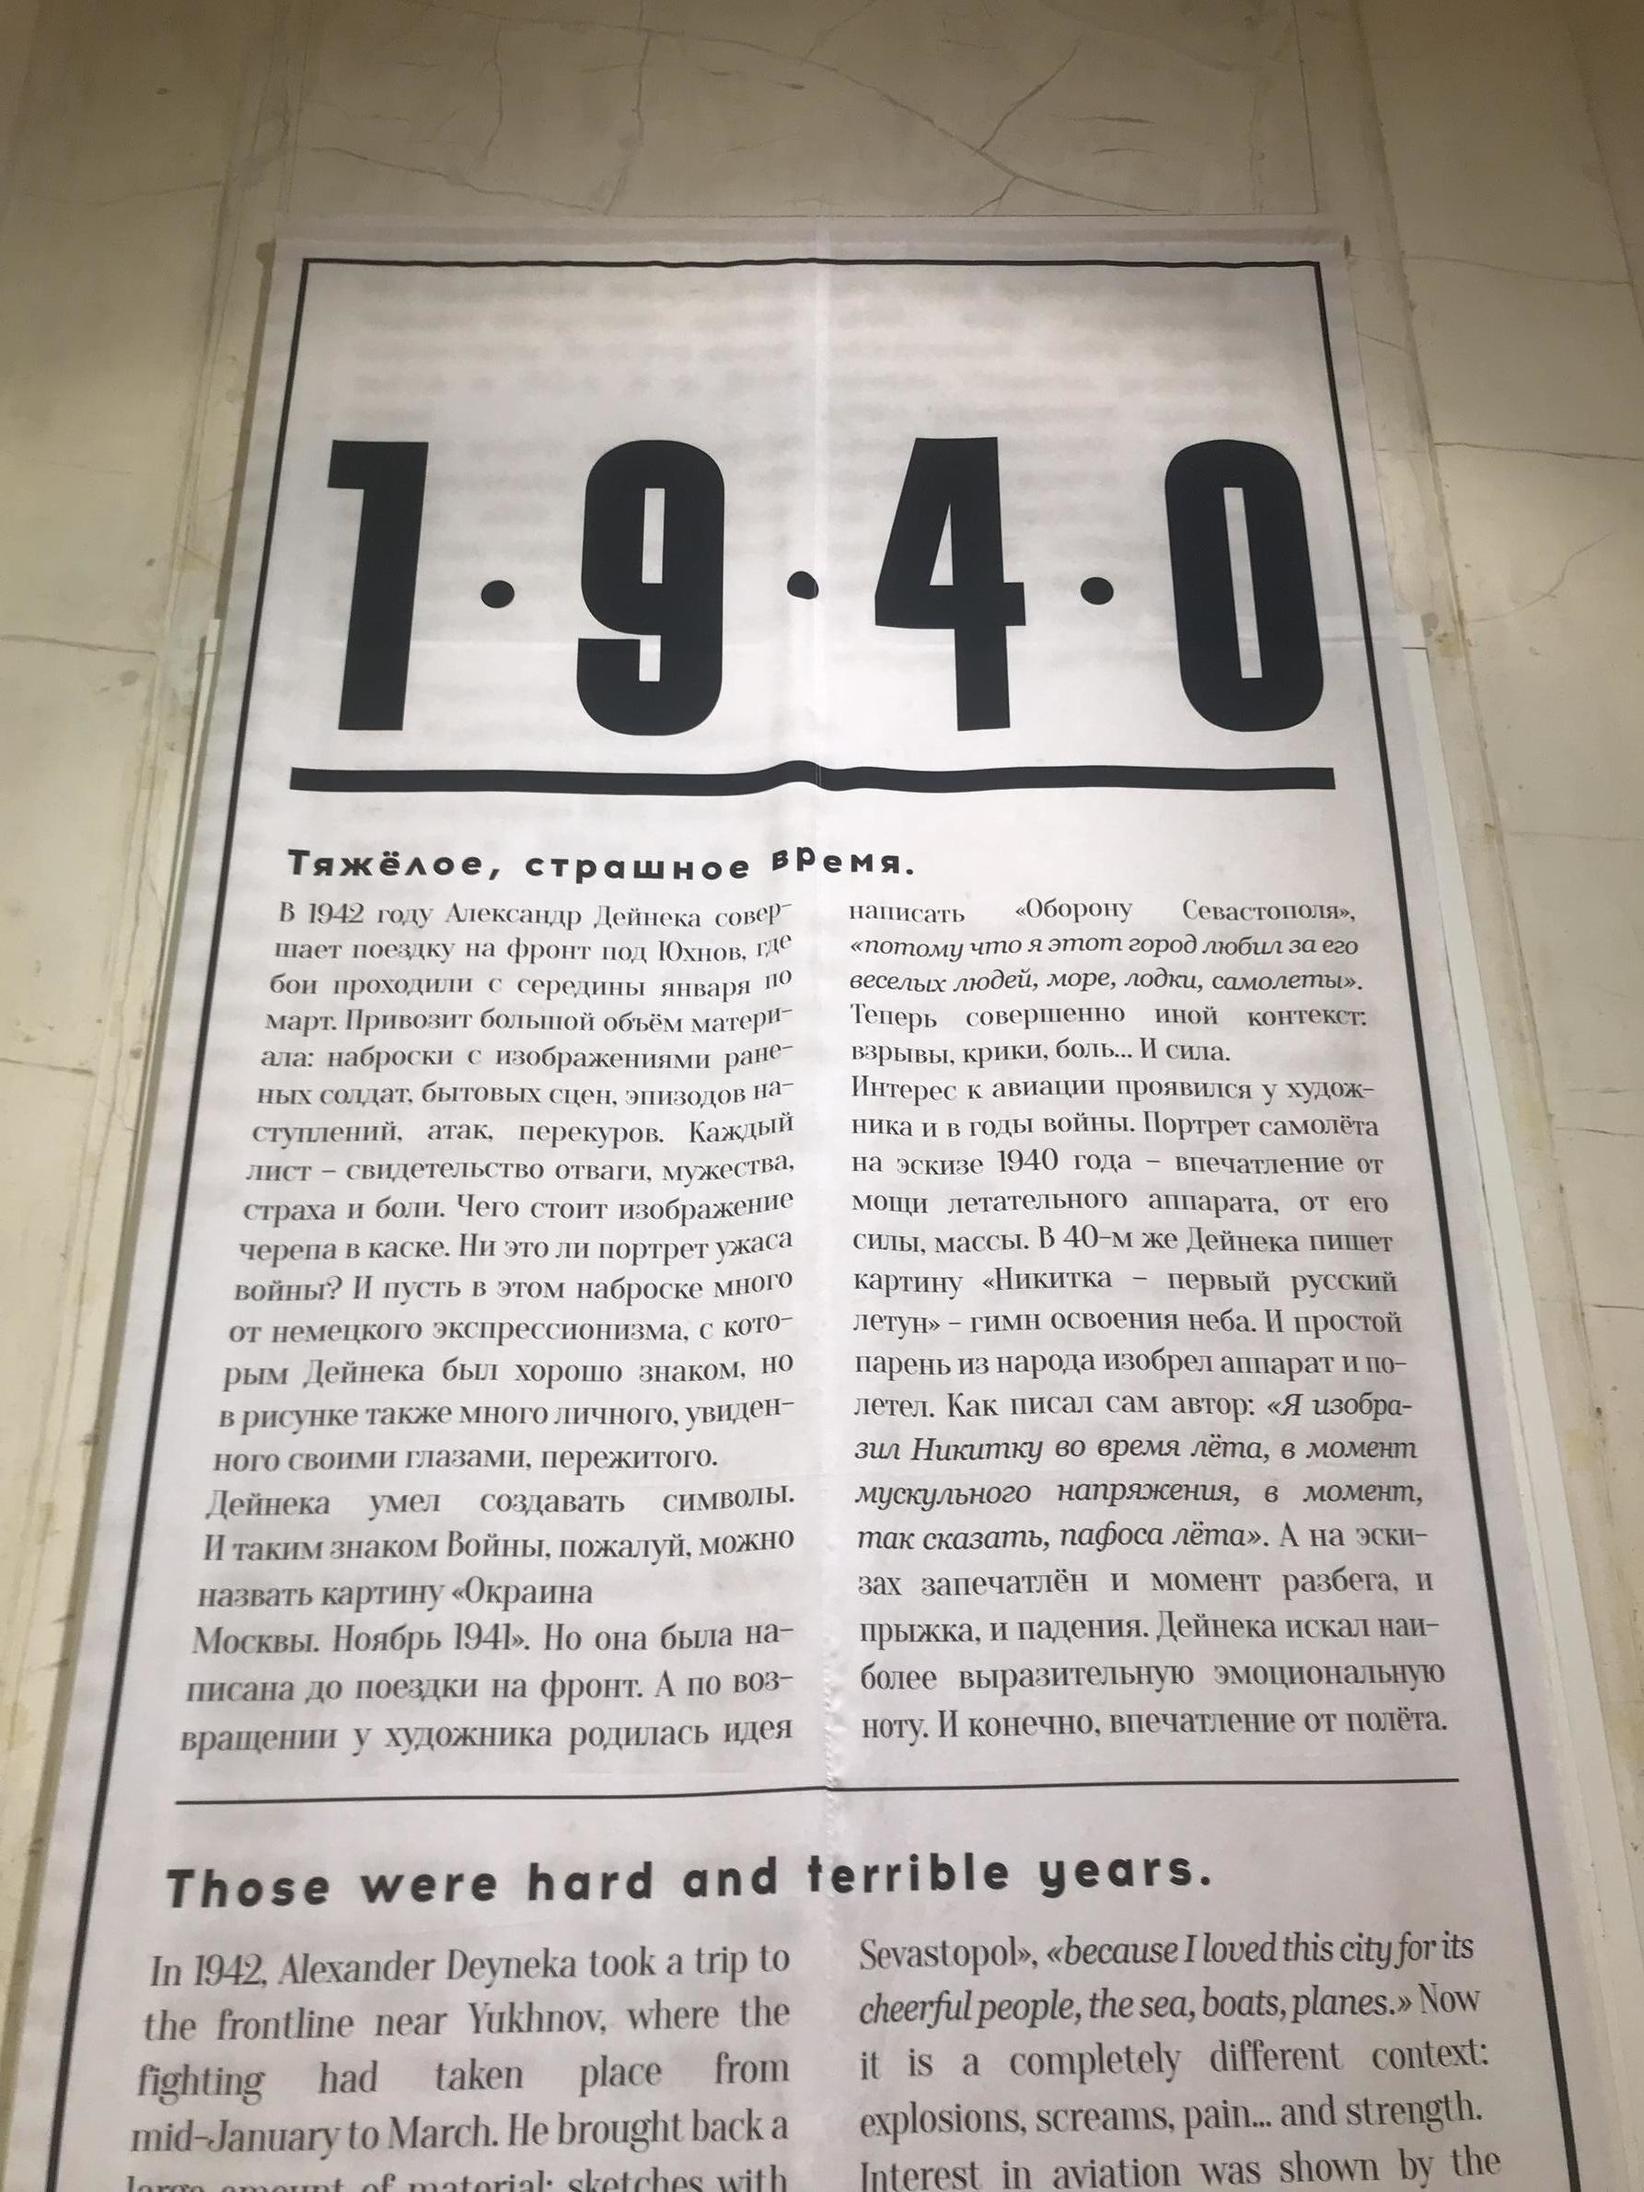 1·9·4·0
Тяжёлое, страшное время.
В 1942 году Александр Дейнека совер-
шает поездку на фронт под Юхнов, где
бои проходили с середины января по
март. Привозит большой объём матери-
ала: наброски с изображениями ране-
ных солдат, бытовых сцен, эпизодов на-
ступлений, атак, перекуров. Каждый
лист – свидетельство отваги, мужества,
страха и боли. Чего стоит изображение
черепа в каске. Ни это ли портрет ужаса
войны? И пусть в этом наброске много
от немецкого экспрессионизма, с кото-
рым Дейнека был хорошо знаком, но
в рисунке также много личного, увиден-
ного своими глазами, пережитого.
Дейнека умел создавать символы.
И таким знаком Войны, пожалуй, можно
назвать картину «Окраина
Москвы. Ноябрь 1941». Но она была на-
писана до поездки на фронт. А по воз-
вращении у художника родилась идея
написать «Оборону Севастополя»,
«потому что я этот город любил за его
веселых людей, море, лодки, самолеты».
Теперь совершенно иной контекст:
взрывы, крики, боль... И сила.
Интерес к авиации проявился у худож-
ника и в годы войны. Портрет самолёта
на эскизе 1940 года – впечатление от
мощи летательного аппарата, от его
силы, массы. В 40-м же Дейнека пишет
картину «Никитка – первый русский
летун» – гимн освоения неба. И простой
парень из народа изобрел аппарат и по-
летел. Как писал сам автор: «Я изобра-
зил Никитку во время лёта, в момент
мускульного напряжения, в момент,
так сказать, пафоса лёта». А на эски-
зах запечатлён и момент разбега, и
прыжка, и падения. Дейнека искал наи-
более выразительную эмоциональную
ноту. И конечно, впечатление от полёта.
Those were hard and terrible years.
In 1942, Alexander Deyneka took a trip to
the frontline near Yukhnov, where the
fighting had taken place from
mid-January to March. He brought back a
large amount of material: sketches with
Sevastopol», «because I loved this city for its
cheerful people, the sea, boats, planes.» Now
it is a completely different context:
explosions, screams, pain... and strength.
Interest in aviation was shown by the